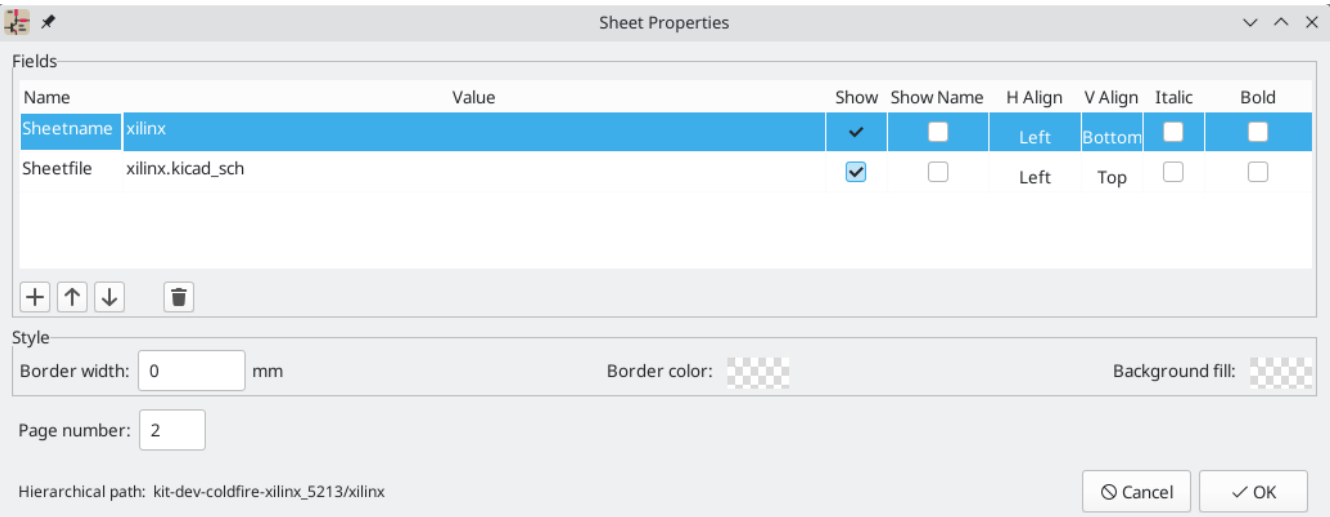 Sheet Properties
Fields
Name Value Show Show Name H Align V Align Italic Bold
Sheetname xilinx Left Bottom
Sheetfile xilinx.kicad_sch Left Top
Style
Border width: 0 mm Border color: Background fill:
Page number: 2
Hierarchical path: kit-dev-coldfire-xilinx_5213/xilinx Cancel OK